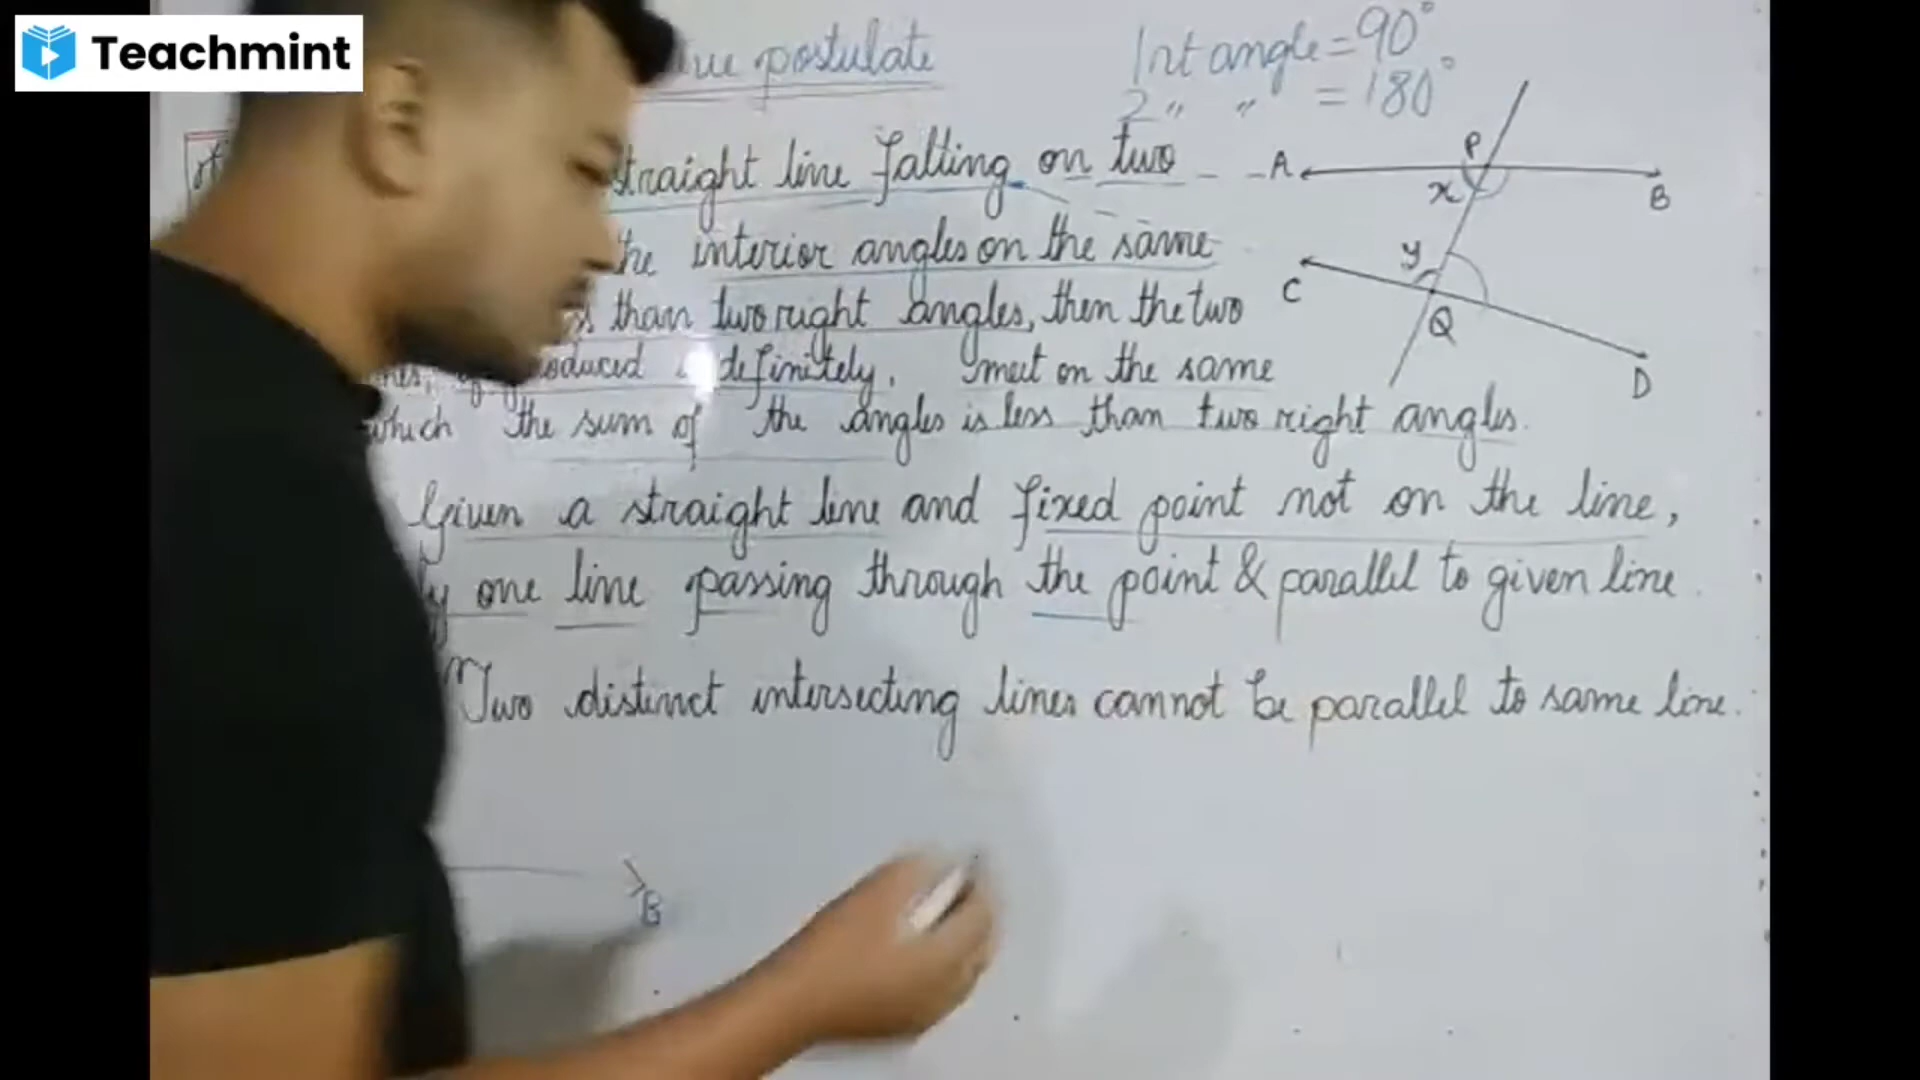 Teachmint
postulate
Int angle = 90°
2 " " = 180°
straight line falling on two
the interior angles on the same
than two right angles, then the two
definitely, meet on the same
which the sum of the angles is less than two right angles.
Given a straight line and fixed point not on the line,
one line passing through the point & parallel to given line.
Two distinct intersecting lines cannot be parallel to same line.
P
A
x
B
y
C
Q
D
B